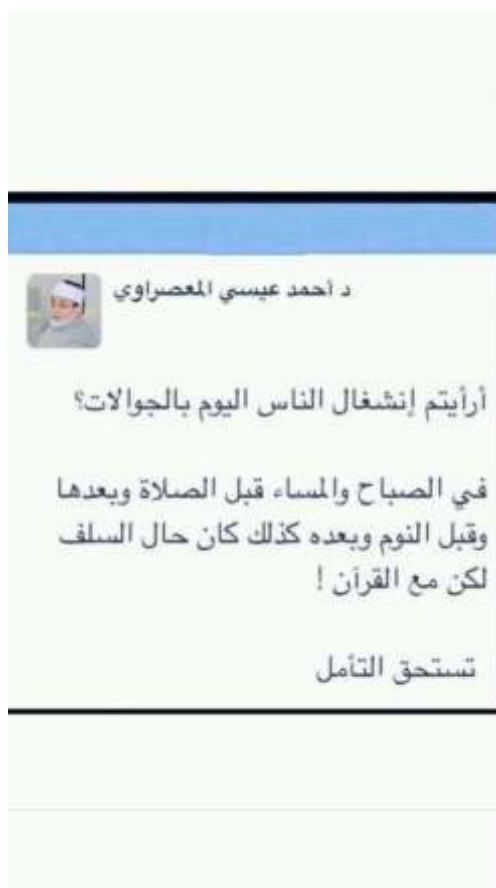 د أحمد عيسي المعصراوي
أرأيتم إنشغال الناس اليوم بالجوالات؟
في الصباح والمساء قبل الصلاة وبعدها
وقبل النوم وبعده كذلك كان حال السلف
لكن مع القرآن !
تستحق التأمل